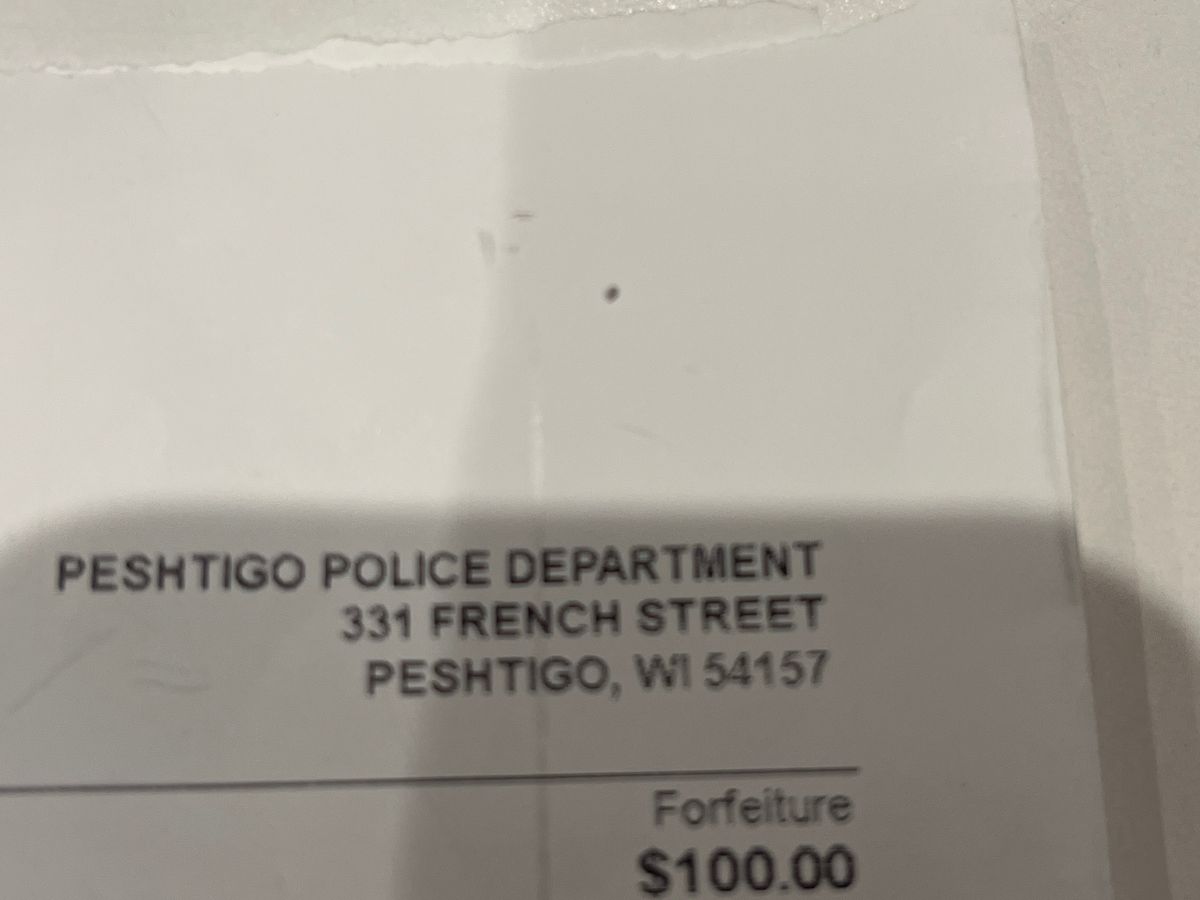 PESHTIGO POLICE DEPARTMENT
331 FRENCH STREET
PESHTIGO, WI 54157
Forfeiture
$100.00